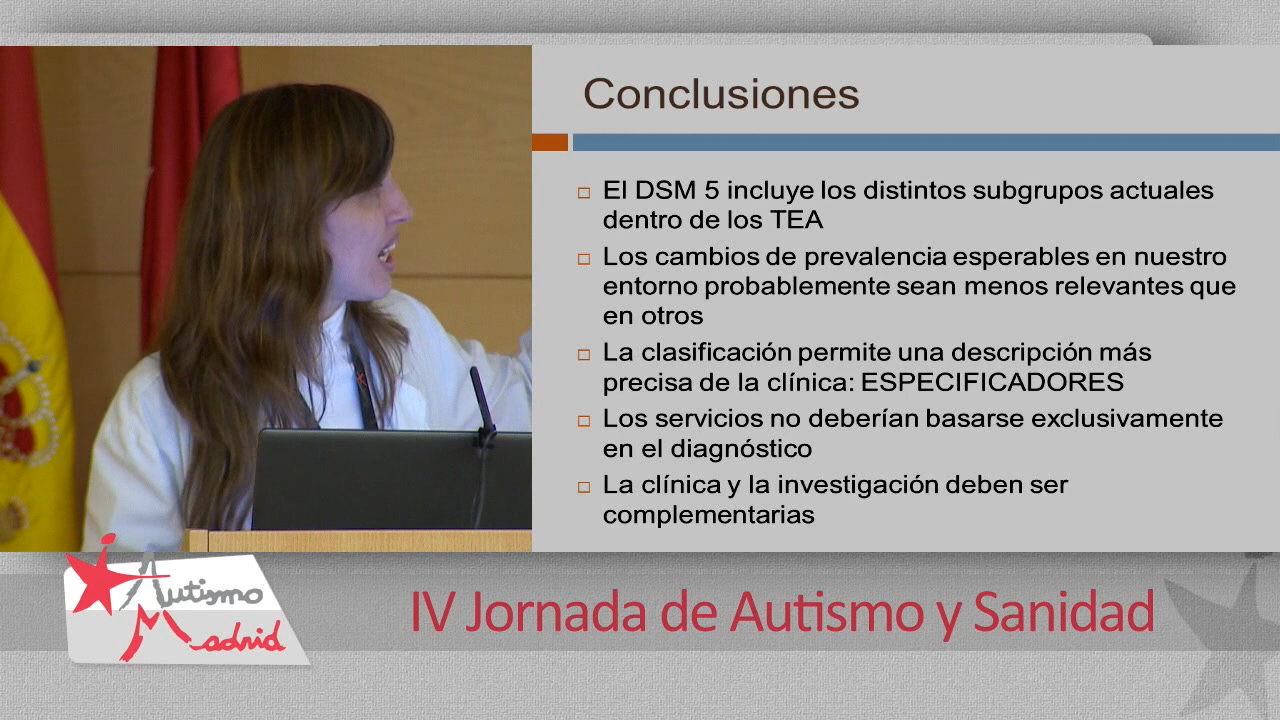 Conclusiones
El DSM 5 incluye los distintos subgrupos actuales
dentro de los TEA
Los cambios de prevalencia esperables en nuestro
entorno probablemente sean menos relevantes que
en otros
La clasificación permite una descripción más
precisa de la clínica: ESPECIFICADORES
Los servicios no deberían basarse exclusivamente
en el diagnóstico
La clínica y la investigación deben ser
complementarias
Autismo
Madrid
IV Jornada de Autismo y Sanidad